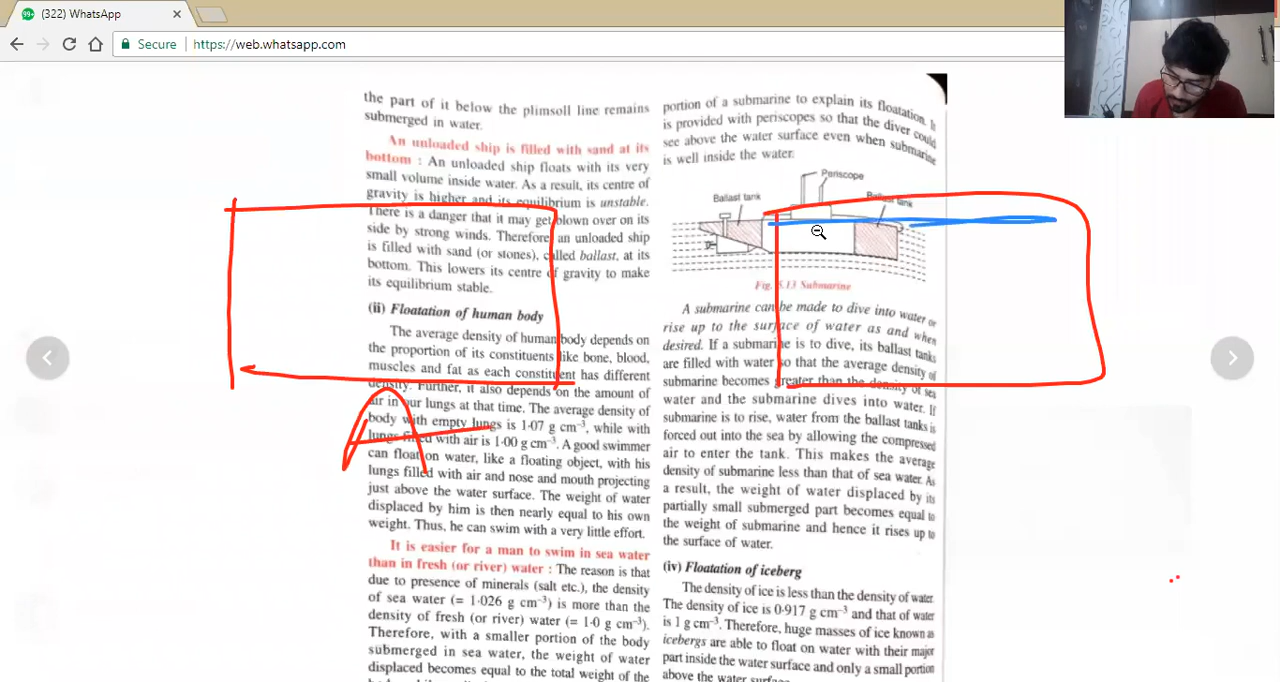 99+
(322) WhatsApp
Secure
https://web.whatsapp.com
the part of it below the plimsoll line remains
submerged in water.
An unloaded ship is filled with sand at its
bottom : An unloaded ship floats with its very
small volume inside water. As a result, its centre of
gravity is higher and its equilibrium is unstable.
There is a danger that it may get blown over on its
side by strong winds. Therefore, an unloaded ship
is filled with sand (or stones), called ballast, at its
bottom. This lowers its centre of gravity to make
its equilibrium stable.
(ii) Floatation of human body
The average density of human body depends on
the proportion of its constituents like bone, blood,
muscles and fat as each constituent has different
density. Further, it also depends on the amount of
air in our lungs at that time. The average density of
body with empty lungs is 1·07 g cm⁻³, while with
lungs filled with air is 1·00 g cm⁻³. A good swimmer
can float on water, like a floating object, with his
lungs filled with air and nose and mouth projecting
just above the water surface. The weight of water
displaced by him is then nearly equal to his own
weight. Thus, he can swim with a very little effort.
It is easier for a man to swim in sea water
than in fresh (or river) water : The reason is that
due to presence of minerals (salt etc.), the density
of sea water (= 1·026 g cm⁻³) is more than the
density of fresh (or river) water (= 1·0 g cm⁻³).
Therefore, with a smaller portion of the body
submerged in sea water, the weight of water
displaced becomes equal to the total weight of the
A
portion of a submarine to explain its floatation. It
is provided with periscopes so that the diver could
see above the water surface even when submarine
is well inside the water.
Periscope
Ballast tank
Ballast tank
Fig. 5.13 Submarine
A submarine can be made to dive into water or
rise up to the surface of water as and when
desired. If a submarine is to dive, its ballast tanks
are filled with water so that the average density of
submarine becomes greater than the density of sea
water and the submarine dives into water. If
submarine is to rise, water from the ballast tanks is
forced out into the sea by allowing the compressed
air to enter the tank. This makes the average
density of submarine less than that of sea water. As
a result, the weight of water displaced by its
partially small submerged part becomes equal to
the weight of submarine and hence it rises up to
the surface of water.
(iv) Floatation of iceberg
The density of ice is less than the density of water.
The density of ice is 0·917 g cm⁻³ and that of water
is 1 g cm⁻³. Therefore, huge masses of ice known as
icebergs are able to float on water with their major
part inside the water surface and only a small portion
above the water surface